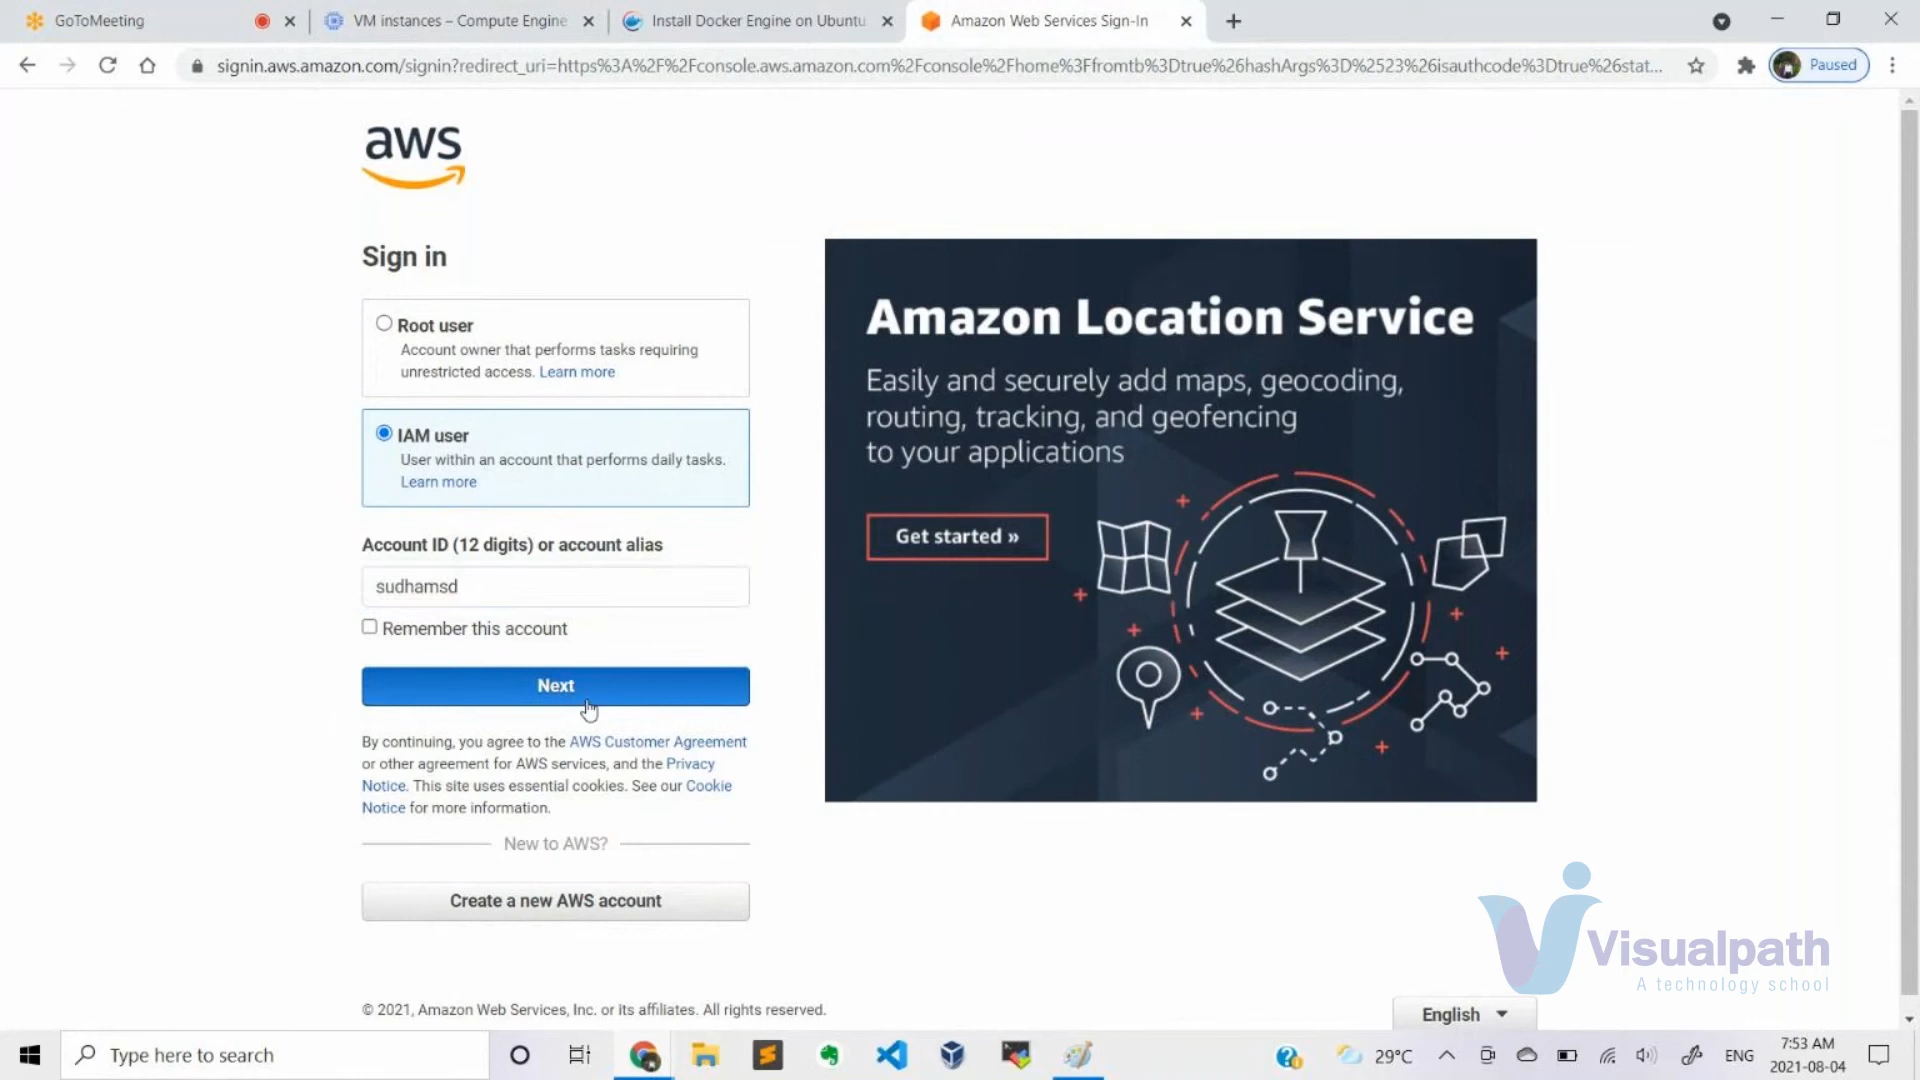 GoToMeeting
VM instances – Compute Engine
Install Docker Engine on Ubuntu
Amazon Web Services Sign-In
signin.aws.amazon.com/signin?redirect_uri=https%3A%2F%2Fconsole.aws.amazon.com%2Fconsole%2Fhome%3Ffromtb%3Dtrue%26hashArgs%3D%2523%26isauthcode%3Dtrue%26stat...
Paused
aws
Sign in
Root user
Account owner that performs tasks requiring
unrestricted access. Learn more
IAM user
User within an account that performs daily tasks.
Learn more
Account ID (12 digits) or account alias
sudhamsd
Remember this account
Next
By continuing, you agree to the AWS Customer Agreement
or other agreement for AWS services, and the Privacy
Notice. This site uses essential cookies. See our Cookie
Notice for more information.
New to AWS?
Create a new AWS account
Amazon Location Service
Easily and securely add maps, geocoding,
routing, tracking, and geofencing
to your applications
Get started »
Visualpath
A technology school
© 2021, Amazon Web Services, Inc. or its affiliates. All rights reserved.
English
Type here to search
29°C
ENG
7:53 AM
2021-08-04